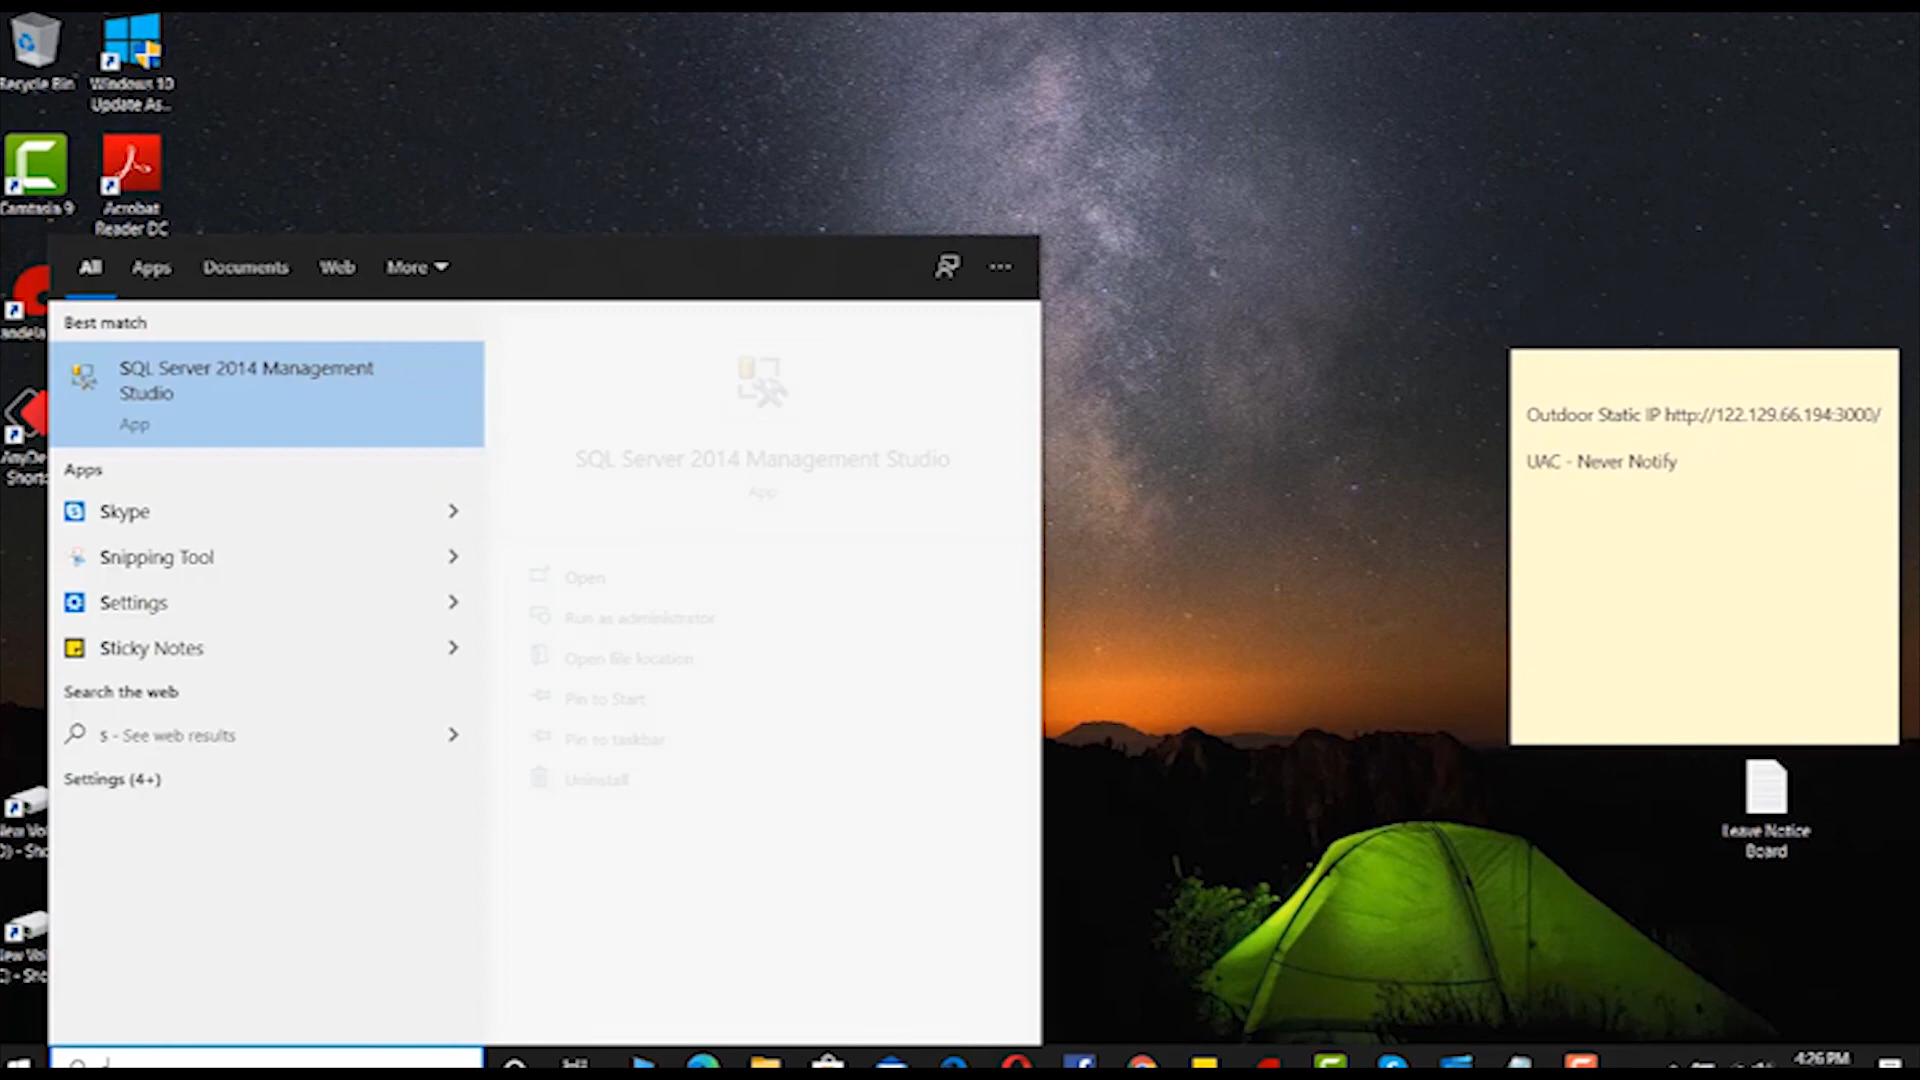 Recycle Bin
Windows 10
Update As...
Camtasia 9
Acrobat
Reader DC
All
Apps
Documents
Web
More
Best match
SQL Server 2014 Management
Studio
App
Apps
Skype
Snipping Tool
Settings
Sticky Notes
Search the web
s - See web results
Settings (4+)
SQL Server 2014 Management Studio
App
Open
Run as administrator
Open file location
Pin to Start
Pin to taskbar
Uninstall
Outdoor Static IP http://122.129.66.194:3000/
UAC - Never Notify
Leave Notice
Board
4:26 PM